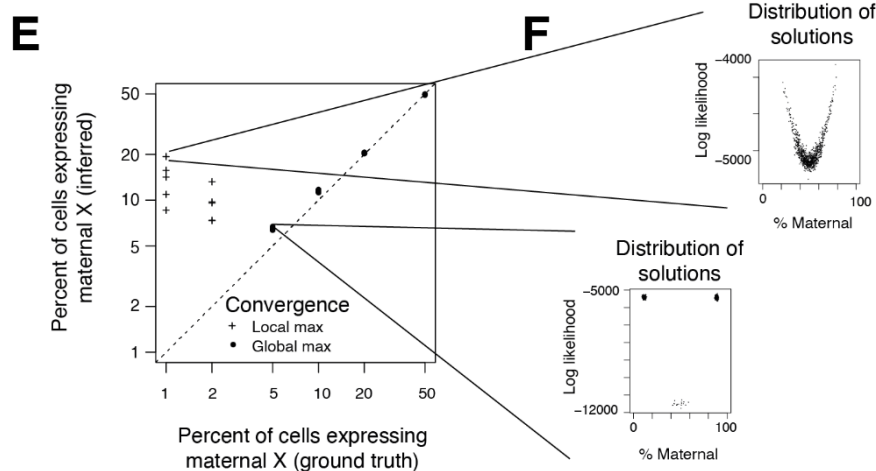 E
Percent of cells expressing
maternal X (inferred)
50
20
10
5
2
1
Convergence
+ Local max
• Global max
1 2 5 10 20 50
Percent of cells expressing
maternal X (ground truth)
F
Distribution of
solutions
Log likelihood
-4000
-5000
0 100
% Maternal
Distribution of
solutions
Log likelihood
-5000
-12000
0 100
% Maternal